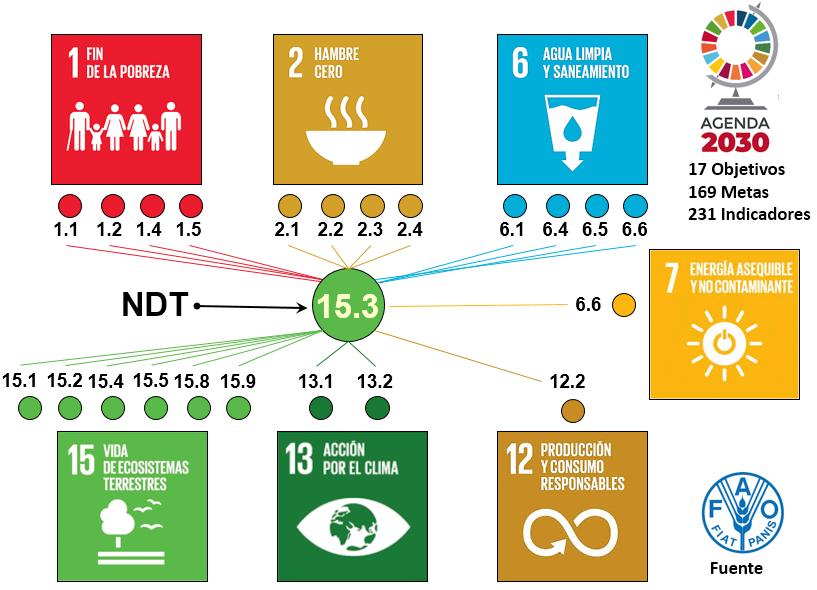 1 FIN
DE LA POBREZA
2 HAMBRE
CERO
6 AGUA LIMPIA
Y SANEAMIENTO
AGENDA
2030
17 Objetivos
169 Metas
231 Indicadores
1.1 1.2 1.4 1.5
2.1 2.2 2.3 2.4
6.1 6.4 6.5 6.6
NDT
15.3
6.6
7 ENERGÍA ASEQUIBLE
Y NO CONTAMINANTE
15.1 15.2 15.4 15.5 15.8 15.9
13.1 13.2
12.2
15 VIDA
DE ECOSISTEMAS
TERRESTRES
13 ACCIÓN
POR EL CLIMA
12 PRODUCCIÓN
Y CONSUMO
RESPONSABLES
F A O
FIAT PANIS
Fuente